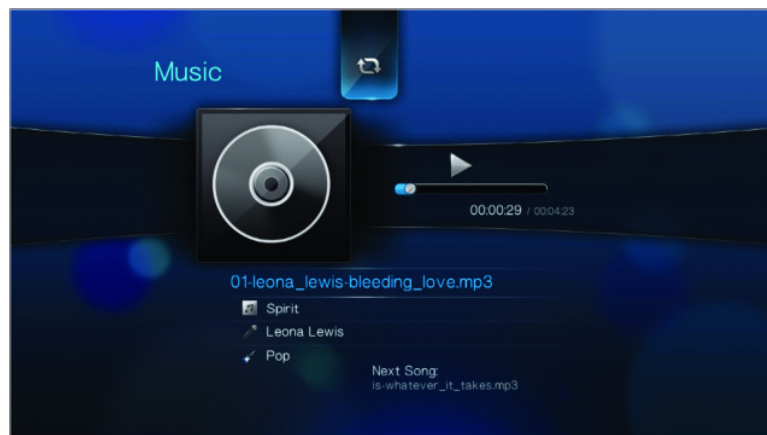 Music
00:00:29 / 00:04:23
01-leona_lewis-bleeding_love.mp3
Spirit
Leona Lewis
Pop
Next Song:
is-whatever_it_takes.mp3